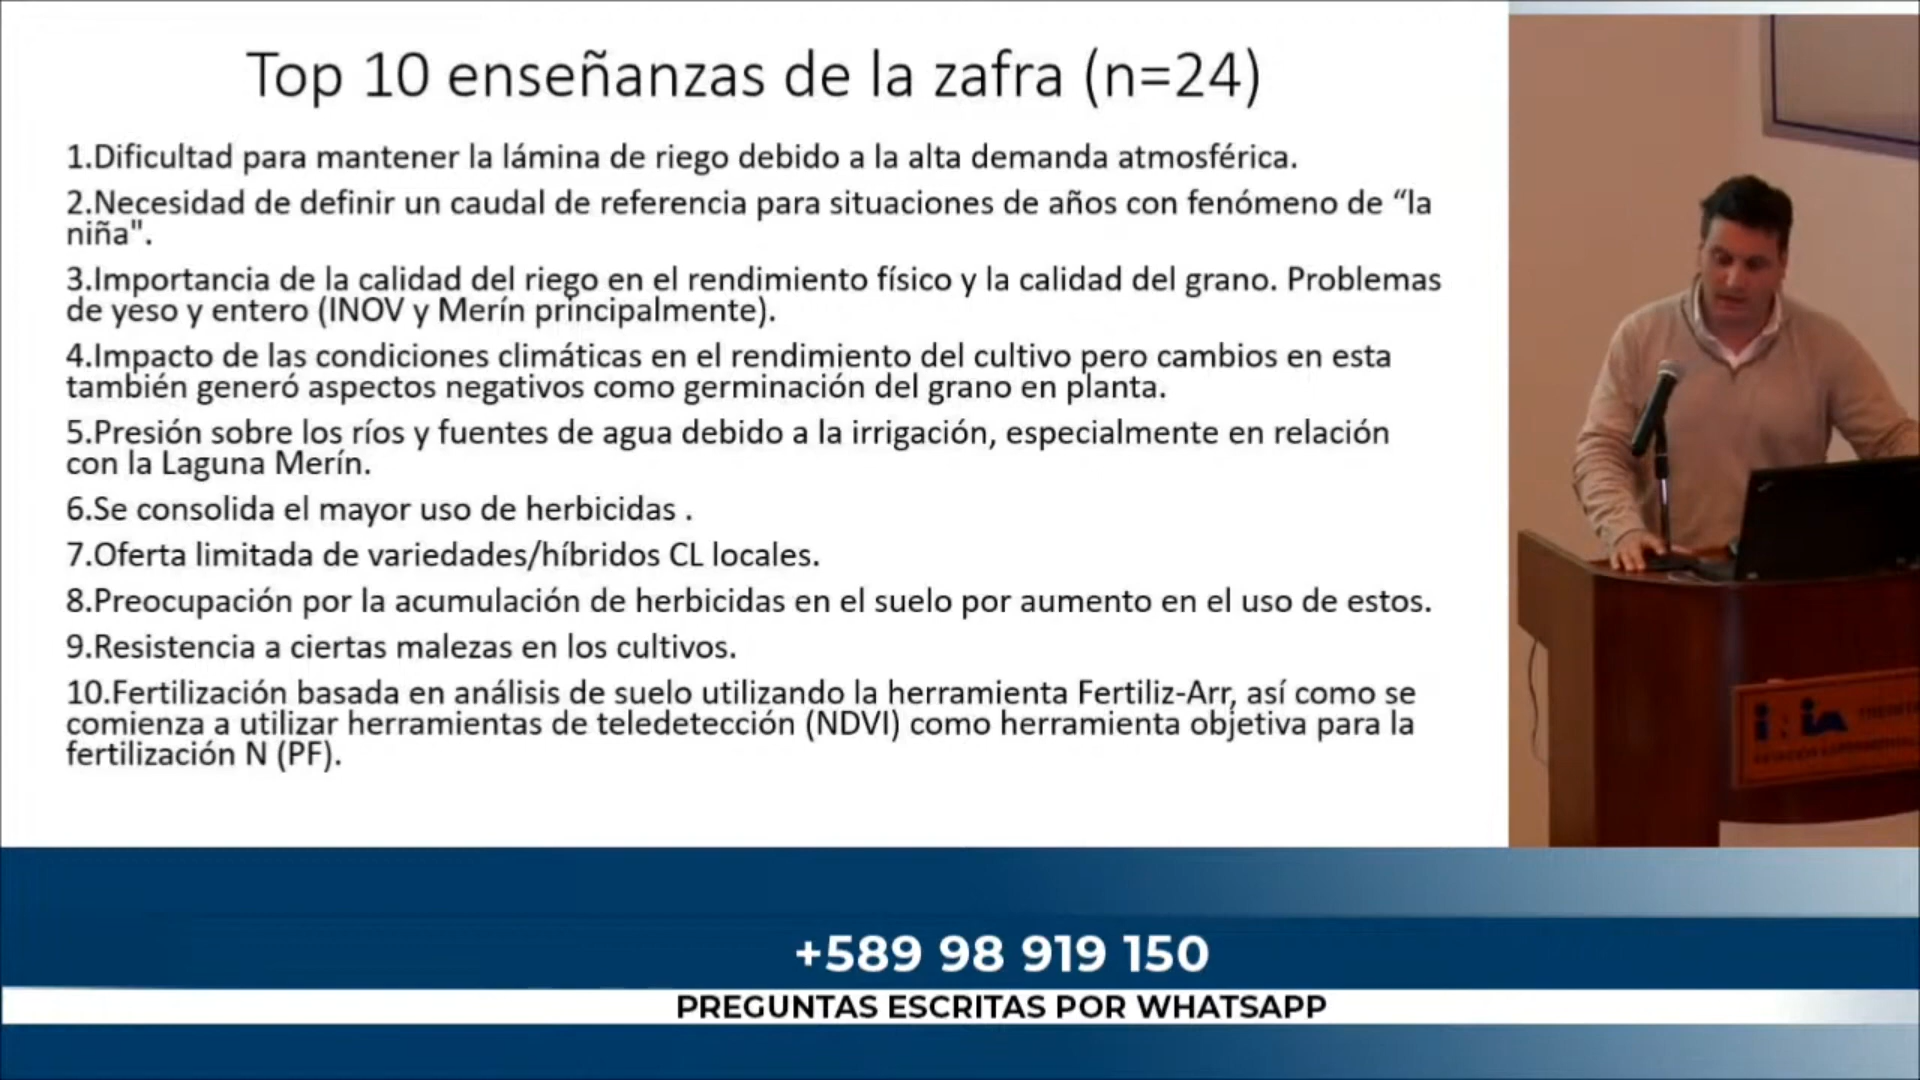 Top 10 enseñanzas de la zafra (n=24)
1.Dificultad para mantener la lámina de riego debido a la alta demanda atmosférica.
2.Necesidad de definir un caudal de referencia para situaciones de años con fenómeno de “la
niña".
3.Importancia de la calidad del riego en el rendimiento físico y la calidad del grano. Problemas
de yeso y entero (INOV y Merín principalmente).
4.Impacto de las condiciones climáticas en el rendimiento del cultivo pero cambios en esta
también generó aspectos negativos como germinación del grano en planta.
5.Presión sobre los ríos y fuentes de agua debido a la irrigación, especialmente en relación
con la Laguna Merín.
6.Se consolida el mayor uso de herbicidas .
7.Oferta limitada de variedades/híbridos CL locales.
8.Preocupación por la acumulación de herbicidas en el suelo por aumento en el uso de estos.
9.Resistencia a ciertas malezas en los cultivos.
10.Fertilización basada en análisis de suelo utilizando la herramienta Fertiliz-Arr, así como se
comienza a utilizar herramientas de teledetección (NDVI) como herramienta objetiva para la
fertilización N (PF).
inia
+589 98 919 150
PREGUNTAS ESCRITAS POR WHATSAPP